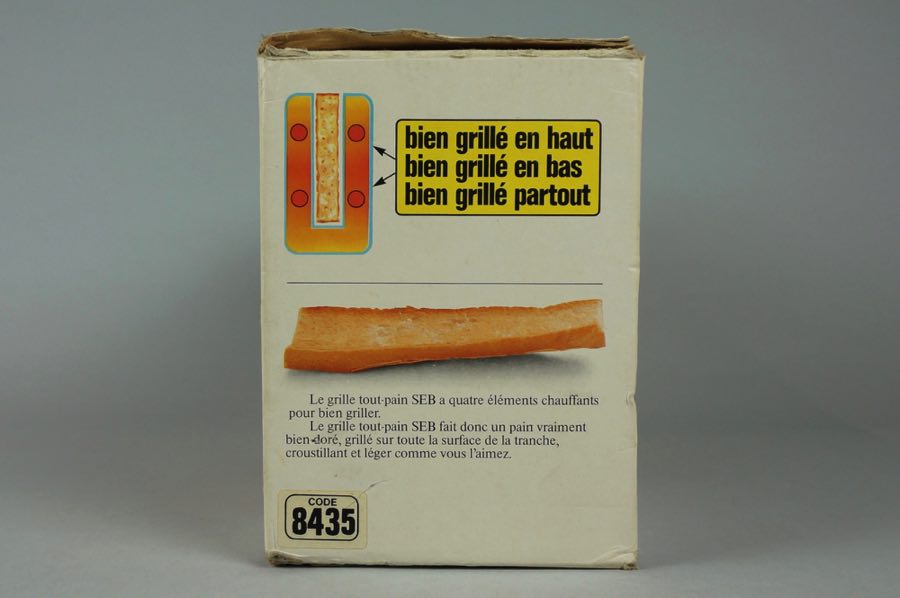 bien grillé en haut
bien grillé en bas
bien grillé partout
Le grille tout-pain SEB a quatre éléments chauffants
pour bien griller.
Le grille tout-pain SEB fait donc un pain vraiment
bien doré, grillé sur toute la surface de la tranche,
croustillant et léger comme vous l'aimez.
CODE
8435